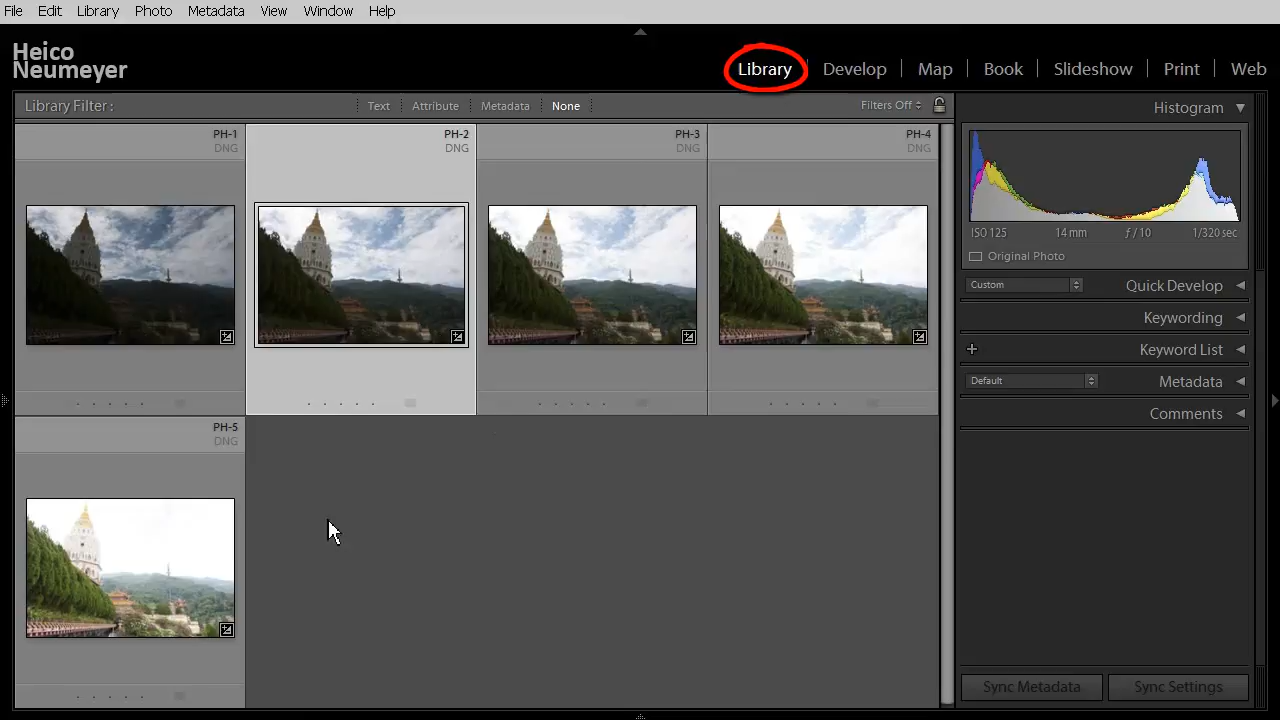 File Edit Library Photo Metadata View Window Help
Heico
Neumeyer
Library Develop Map Book Slideshow Print Web
Library Filter : Text Attribute Metadata None Filters Off
Histogram
PH-1
DNG
PH-2
DNG
PH-3
DNG
PH-4
DNG
ISO 125 14 mm ƒ / 10 1/320 sec
Original Photo
Custom Quick Develop
Keywording
Keyword List
Default Metadata
Comments
PH-5
DNG
Sync Metadata Sync Settings